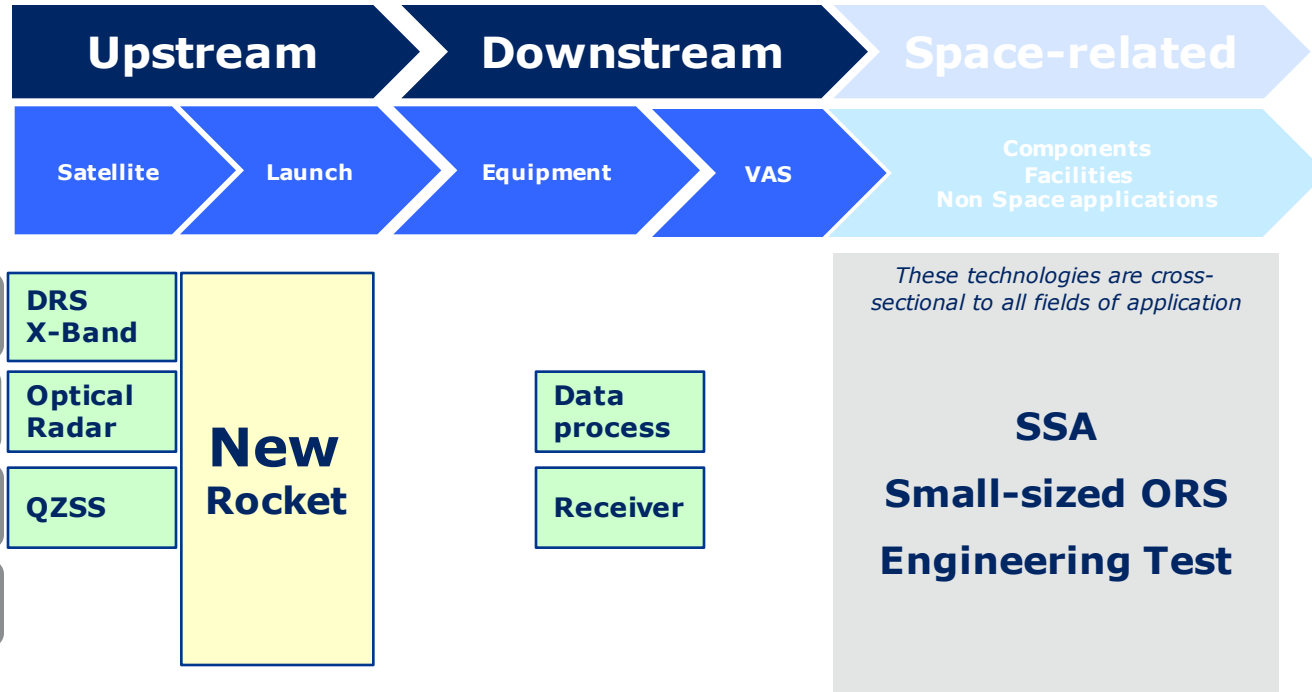 Upstream
Downstream
Space-related
Satellite
Launch
Equipment
VAS
Components
Facilities
Non Space applications
DRS
X-Band
Optical
Radar
QZSS
New
Rocket
Data
process
Receiver
These technologies are cross-
sectional to all fields of application
SSA
Small-sized ORS
Engineering Test